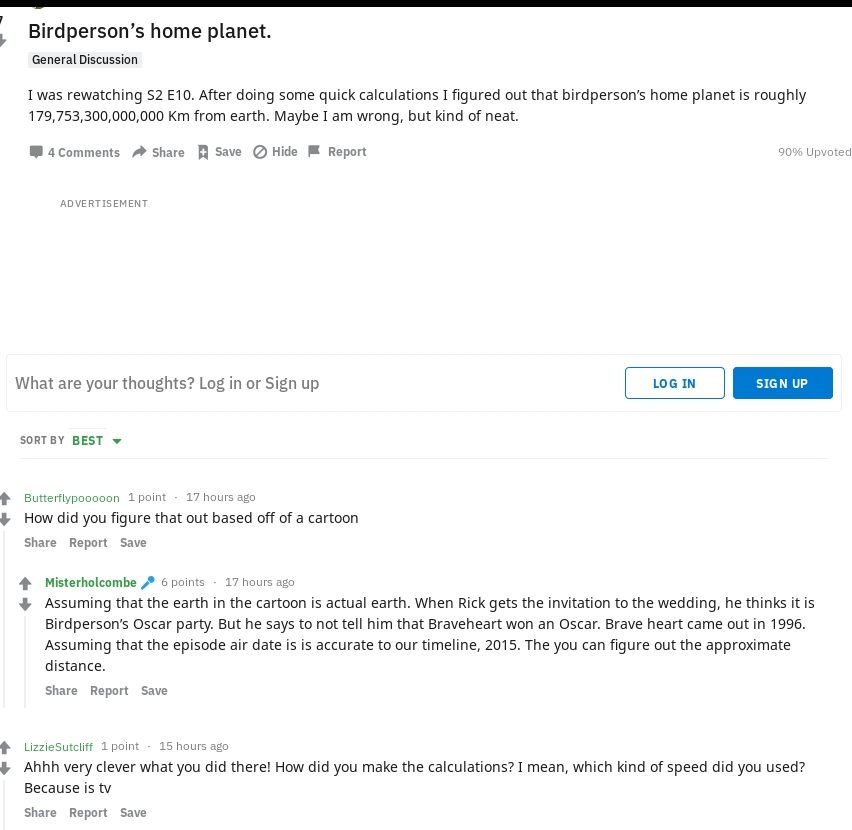 Birdperson’s home planet.
General Discussion
I was rewatching S2 E10. After doing some quick calculations I figured out that birdperson’s home planet is roughly
179,753,300,000,000 Km from earth. Maybe I am wrong, but kind of neat.
4 Comments Share Save Hide Report 90% Upvoted
ADVERTISEMENT
What are your thoughts? Log in or Sign up LOG IN SIGN UP
SORT BY BEST
Butterflypooooon 1 point · 17 hours ago
How did you figure that out based off of a cartoon
Share Report Save
Misterholcombe 6 points · 17 hours ago
Assuming that the earth in the cartoon is actual earth. When Rick gets the invitation to the wedding, he thinks it is
Birdperson’s Oscar party. But he says to not tell him that Braveheart won an Oscar. Brave heart came out in 1996.
Assuming that the episode air date is is accurate to our timeline, 2015. The you can figure out the approximate
distance.
Share Report Save
LizzieSutcliff 1 point · 15 hours ago
Ahhh very clever what you did there! How did you make the calculations? I mean, which kind of speed did you used?
Because is tv
Share Report Save